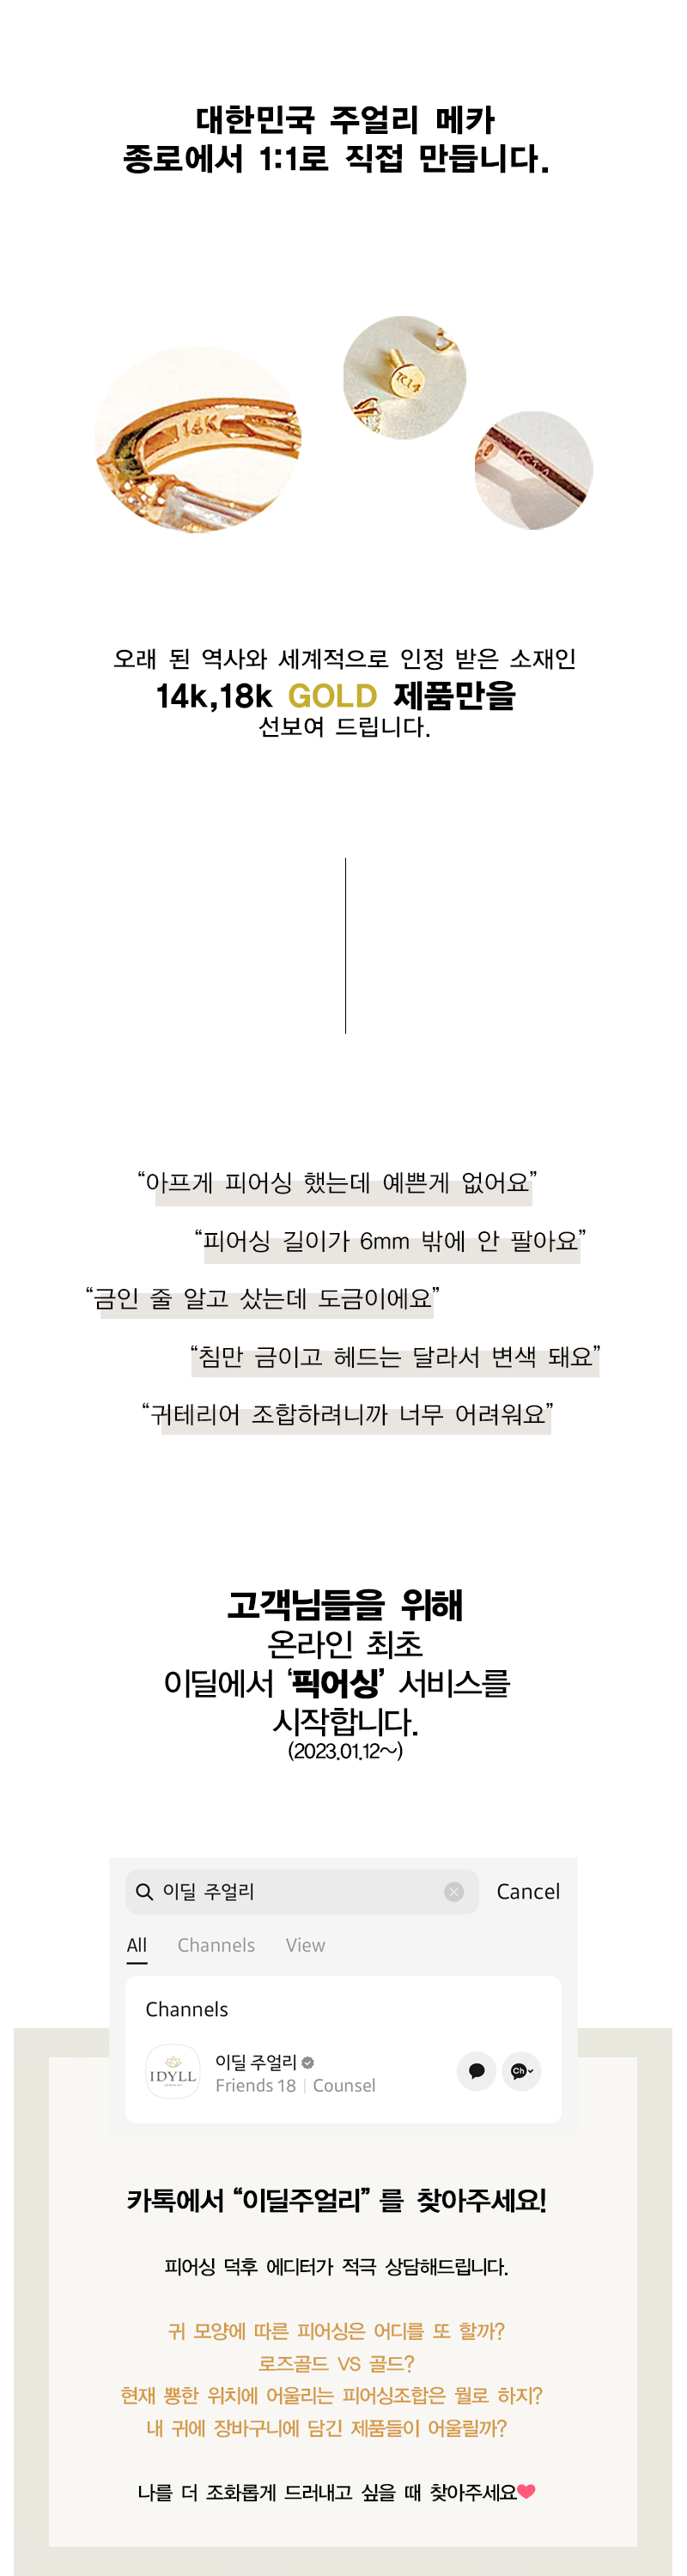 대한민국 주얼리 메카
종로에서 1:1로 직접 만듭니다.
14K
K14
K14
오래 된 역사와 세계적으로 인정 받은 소재인
14k,18k GOLD 제품만을
선보여 드립니다.
“아프게 피어싱 했는데 예쁜게 없어요”
“피어싱 길이가 6mm 밖에 안 팔아요”
“금인 줄 알고 샀는데 도금이에요”
“침만 금이고 헤드는 달라서 변색 돼요”
“귀테리어 조합하려니까 너무 어려워요”
고객님들을 위해
온라인 최초
이딜에서 ‘픽어싱’ 서비스를
시작합니다.
(2023.01.12~)
이딜 주얼리
Cancel
All Channels View
Channels
이딜 주얼리
IDYLL
Friends 18 | Counsel
Ch
카톡에서 “이딜주얼리” 를 찾아주세요!
피어싱 덕후 에디터가 적극 상담해드립니다.
귀 모양에 따른 피어싱은 어디를 또 할까?
로즈골드 VS 골드?
현재 뿅한 위치에 어울리는 피어싱조합은 뭘로 하지?
내 귀에 장바구니에 담긴 제품들이 어울릴까?
나를 더 조화롭게 드러내고 싶을 때 찾아주세요